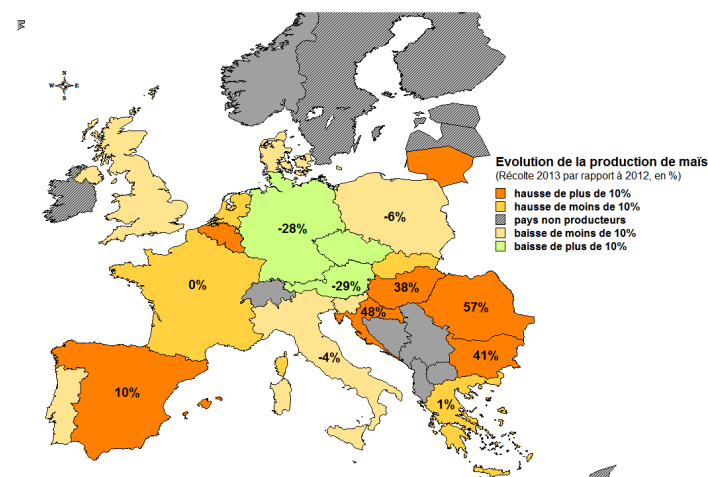 N
W E
S
Evolution de la production de maïs
(Récolte 2013 par rapport à 2012, en %)
hausse de plus de 10%
hausse de moins de 10%
pays non producteurs
baisse de moins de 10%
baisse de plus de 10%
-6%
-28%
0%
-29%
38%
48%
57%
-4%
41%
10%
1%